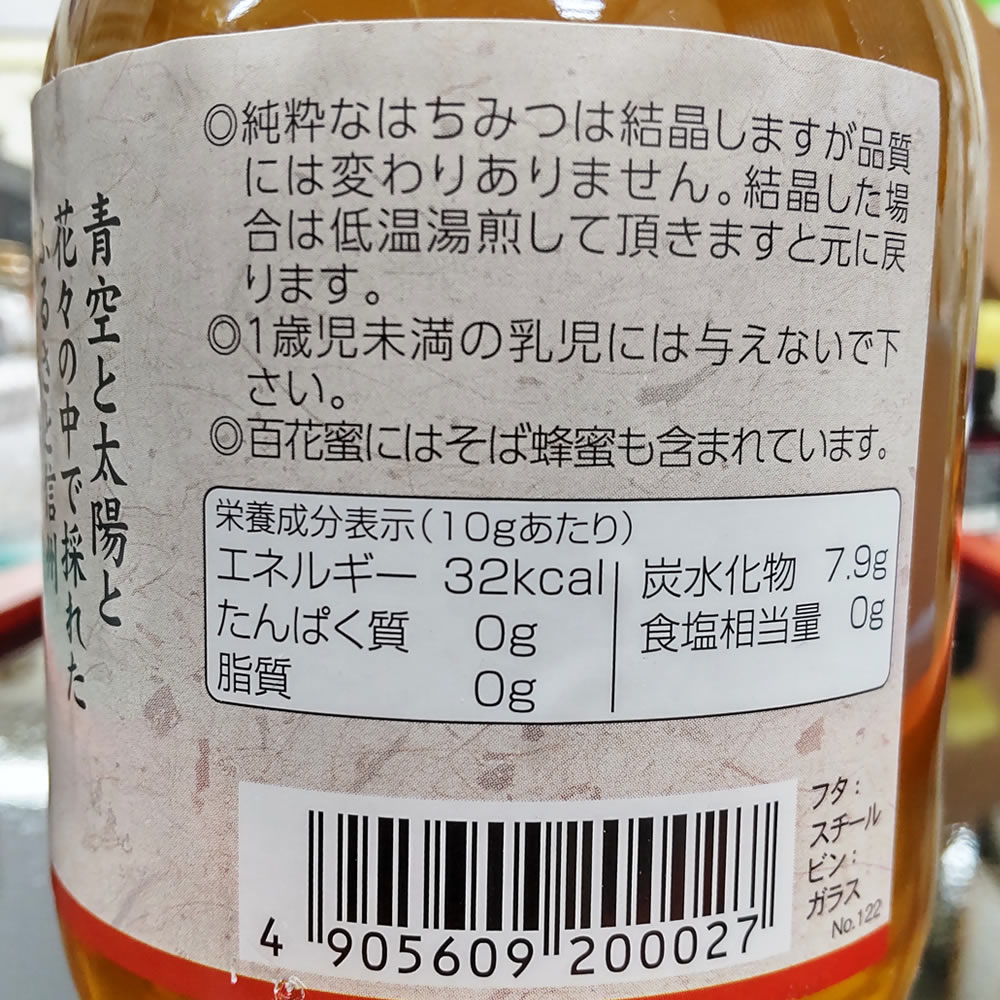 ◎純粋なはちみつは結晶しますが品質
には変わりありません。結晶した場
合は低温湯煎して頂きますと元に戻
ります。
◎1歳児未満の乳児には与えないで下
さい。
◎百花蜜にはそば蜂蜜も含まれています。
青空と太陽と
花々の中で採れた
ふるさと信州
栄養成分表示(10gあたり)
エネルギー 32kcal
たんぱく質 0g
脂質 0g
炭水化物 7.9g
食塩相当量 0g
フタ:
スチール
ビン:
ガラス
No.122
4 905609 200027